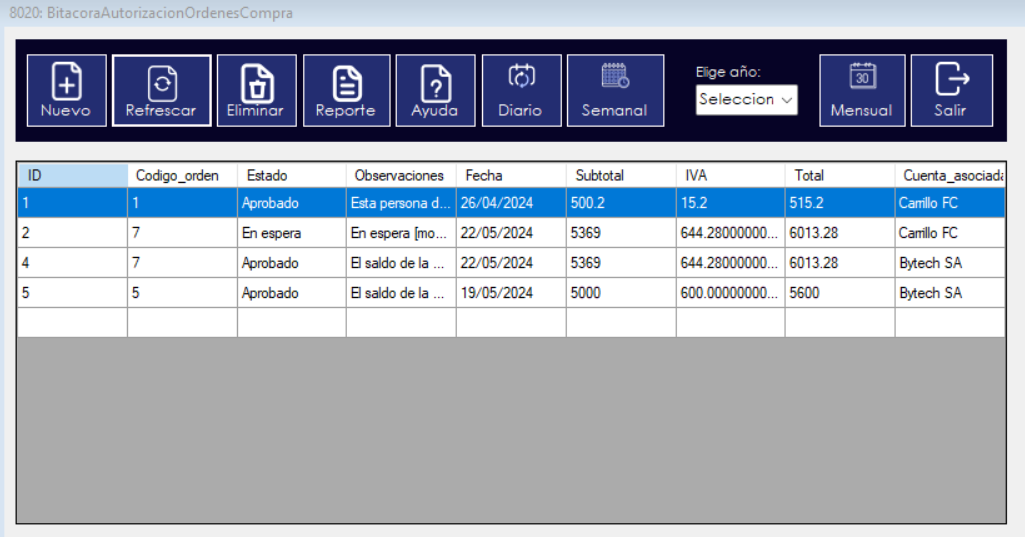 8020: BitacoraAutorizacionOrdenesCompra
Nuevo Refrescar Eliminar Reporte Ayuda Diario Semanal Elige año: Seleccion 30 Mensual Salir
ID Codigo_orden Estado Observaciones Fecha Subtotal IVA Total Cuenta_asociada
1 1 Aprobado Esta persona d... 26/04/2024 500.2 15.2 515.2 Carrillo FC
2 7 En espera En espera [mo... 22/05/2024 5369 644.28000000... 6013.28 Carrillo FC
4 7 Aprobado El saldo de la ... 22/05/2024 5369 644.28000000... 6013.28 Bytech SA
5 5 Aprobado El saldo de la ... 19/05/2024 5000 600.00000000... 5600 Bytech SA